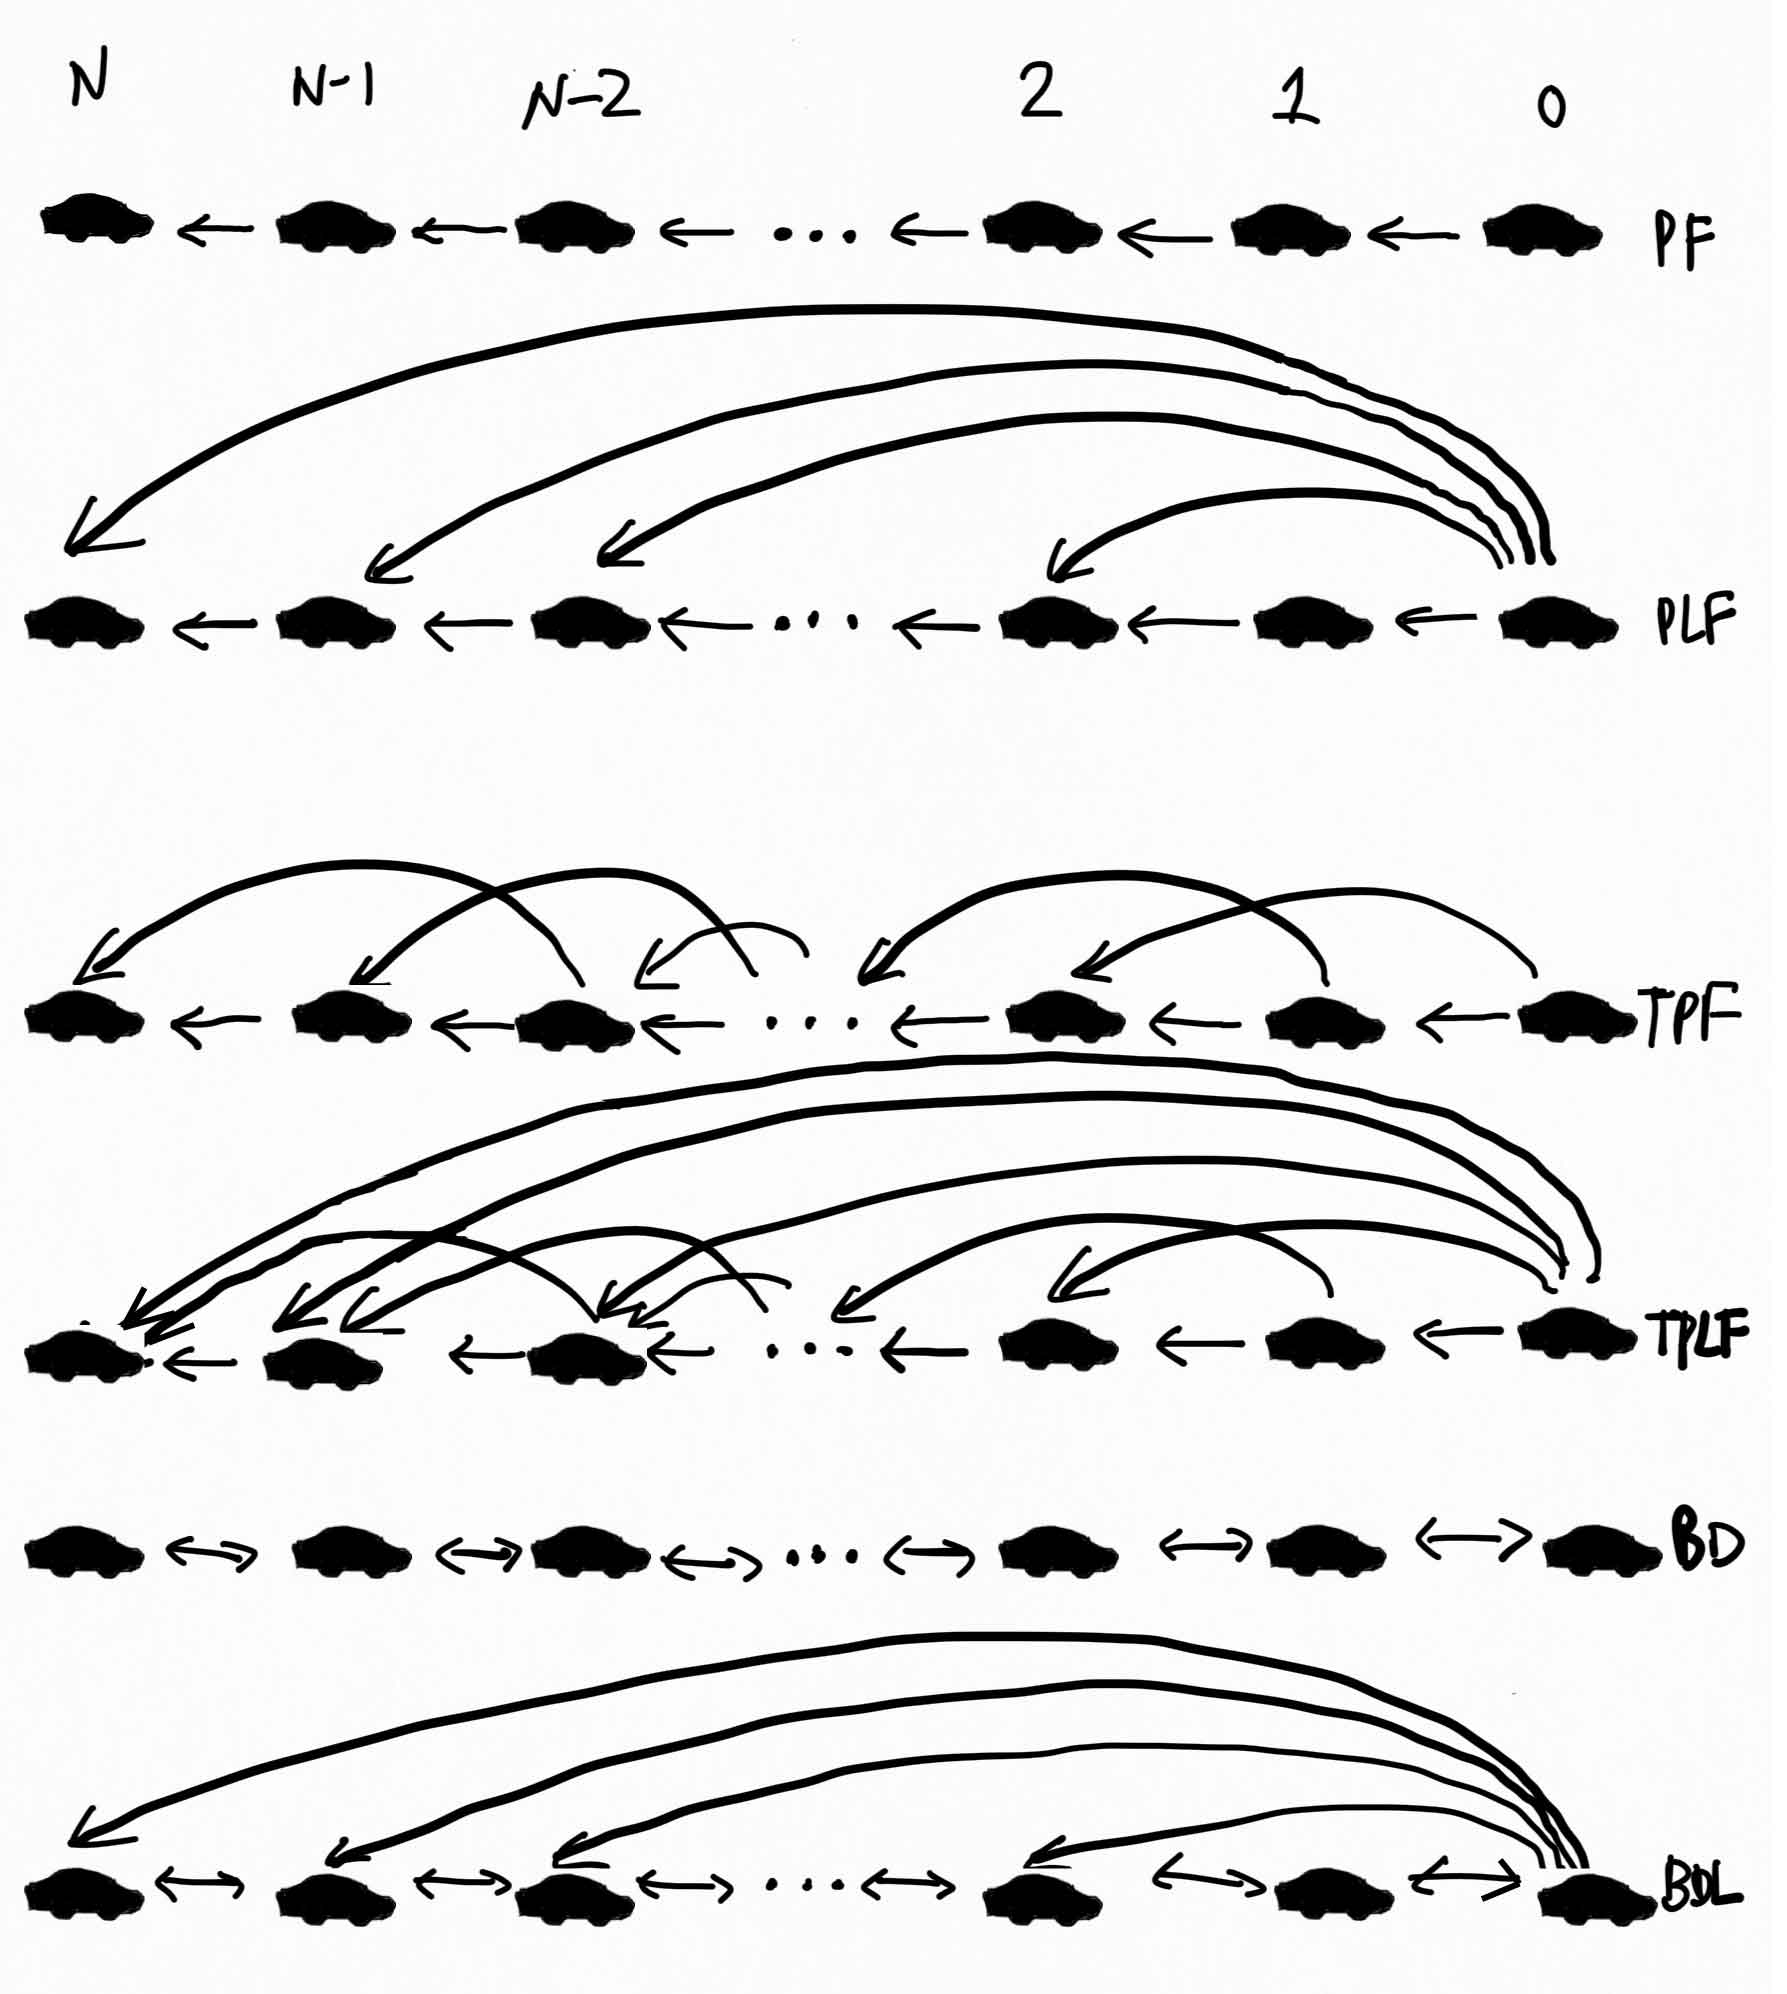 N N-1 N-2 2 1 0
PF
PLF
TPF
TPLF
BD
BDL